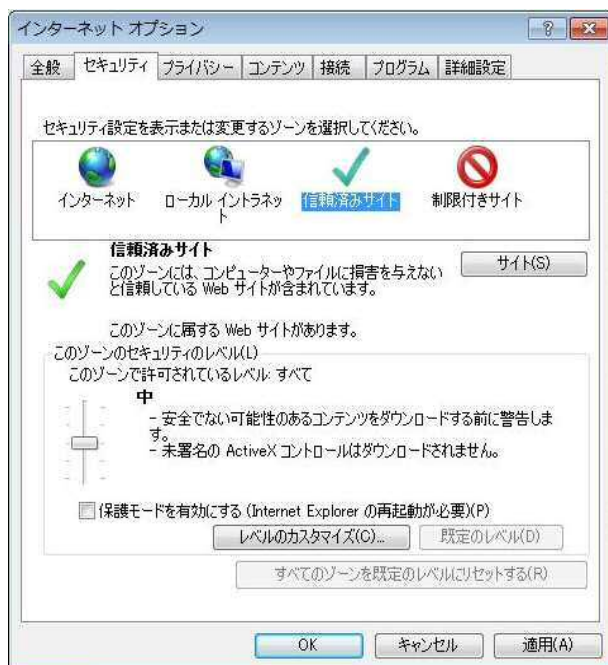 インターネット オプション
全般 セキュリティ プライバシー コンテンツ 接続 プログラム 詳細設定
セキュリティ設定を表示または変更するゾーンを選択してください。
インターネット ローカル イントラネッ
ト 信頼済みサイト 制限付きサイト
信頼済みサイト
このゾーンには、コンピューターやファイルに損害を与えない
と信頼している Web サイトが含まれています。
サイト(S)
このゾーンに属する Web サイトがあります。
このゾーンのセキュリティのレベル(L)
このゾーンで許可されているレベル: すべて
中
- 安全でない可能性のあるコンテンツをダウンロードする前に警告しま
す。
- 未署名の ActiveX コントロールはダウンロードされません。
保護モードを有効にする (Internet Explorer の再起動が必要)(P)
レベルのカスタマイズ(C)... 既定のレベル(D)
すべてのゾーンを既定のレベルにリセットする(R)
OK キャンセル 適用(A)